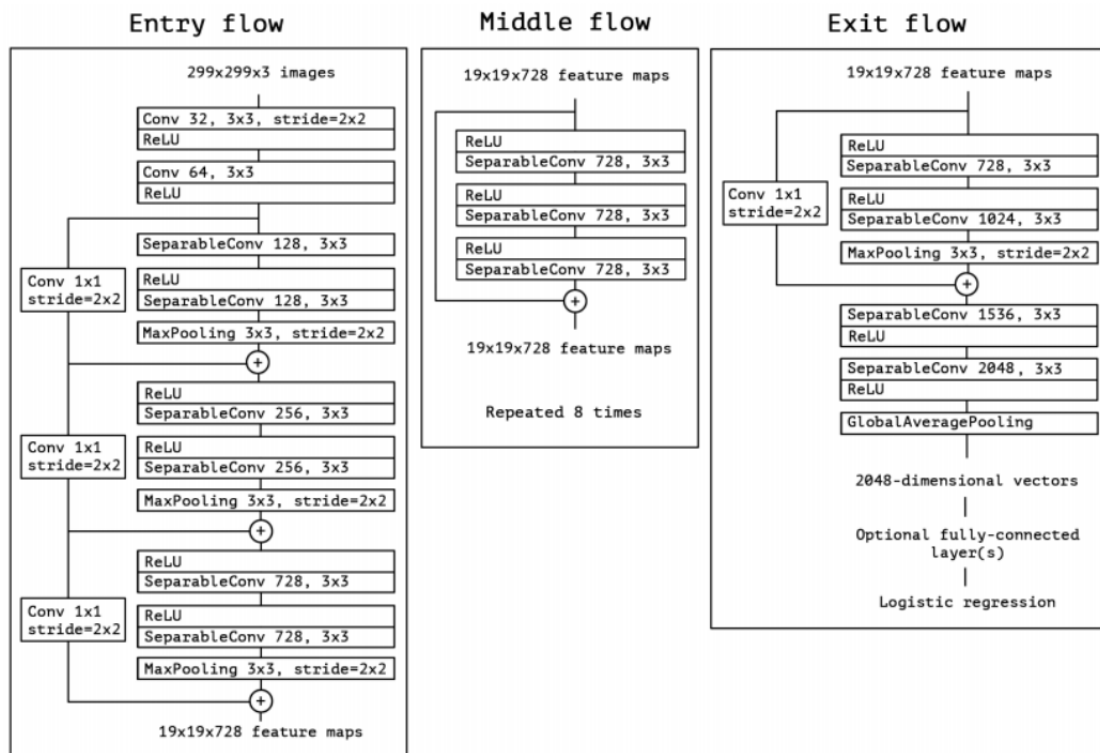 Entry flow
299x299x3 images
Conv 32, 3x3, stride=2x2
ReLU
Conv 64, 3x3
ReLU
SeparableConv 128, 3x3
Conv 1x1
stride=2x2
ReLU
SeparableConv 128, 3x3
MaxPooling 3x3, stride=2x2
+
ReLU
SeparableConv 256, 3x3
Conv 1x1
stride=2x2
ReLU
SeparableConv 256, 3x3
MaxPooling 3x3, stride=2x2
+
ReLU
SeparableConv 728, 3x3
Conv 1x1
stride=2x2
ReLU
SeparableConv 728, 3x3
MaxPooling 3x3, stride=2x2
+
19x19x728 feature maps
Middle flow
19x19x728 feature maps
ReLU
SeparableConv 728, 3x3
ReLU
SeparableConv 728, 3x3
ReLU
SeparableConv 728, 3x3
+
19x19x728 feature maps
Repeated 8 times
Exit flow
19x19x728 feature maps
ReLU
SeparableConv 728, 3x3
Conv 1x1
stride=2x2
ReLU
SeparableConv 1024, 3x3
MaxPooling 3x3, stride=2x2
+
SeparableConv 1536, 3x3
ReLU
SeparableConv 2048, 3x3
ReLU
GlobalAveragePooling
2048-dimensional vectors
Optional fully-connected
layer(s)
Logistic regression